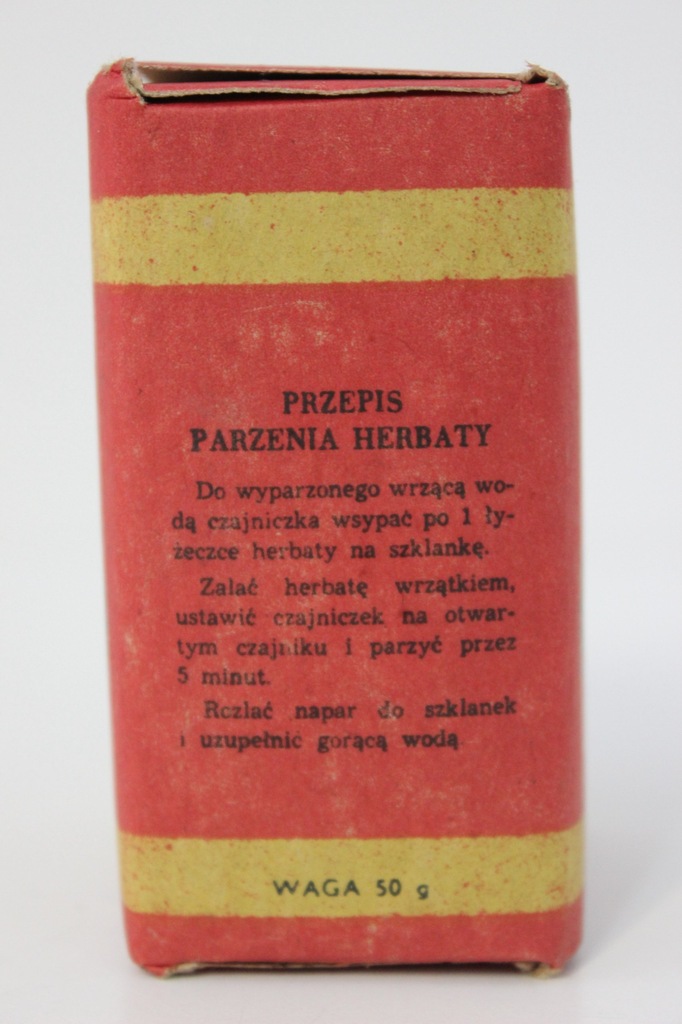 PRZEPIS
PARZENIA HERBATY
Do wyparzonego wrzącą wo-
dą czajniczka wsypać po 1 ły-
żeczce herbaty na szklankę.
Zalać herbatę wrzątkiem,
ustawić czajniczek na otwar-
tym czajniku i parzyć przez
5 minut.
Rozlać napar do szklanek
i uzupełnić gorącą wodą
WAGA 50 g